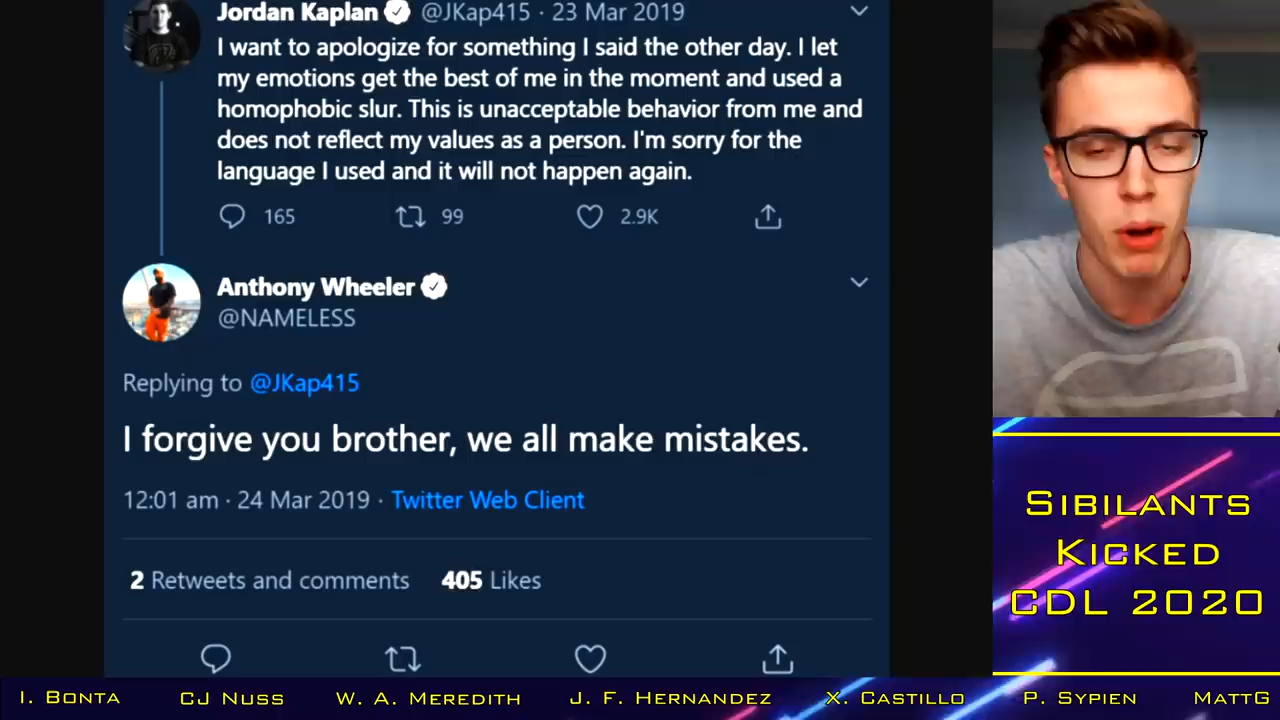 Jordan Kaplan @JKap415 · 23 Mar 2019
I want to apologize for something I said the other day. I let
my emotions get the best of me in the moment and used a
homophobic slur. This is unacceptable behavior from me and
does not reflect my values as a person. I'm sorry for the
language I used and it will not happen again.
165 99 2.9K
Anthony Wheeler
@NAMELESS
Replying to @JKap415
I forgive you brother, we all make mistakes.
12:01 am · 24 Mar 2019 · Twitter Web Client
2 Retweets and comments 405 Likes
Sibilants
Kicked
CDL 2020
I. Bonta CJ Nuss W. A. Meredith J. F. Hernandez X. Castillo P. Sypien MattG